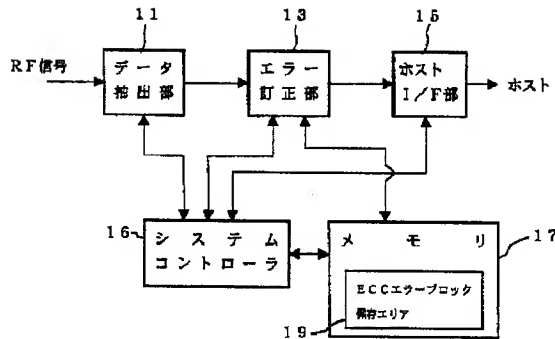 11
13
15
RF信号
データ
抽出部
エラー
訂正部
ホスト
I/F部
ホスト
16
システム
コントローラ
メモリ
17
ECCエラーブロック
保存エリア
19